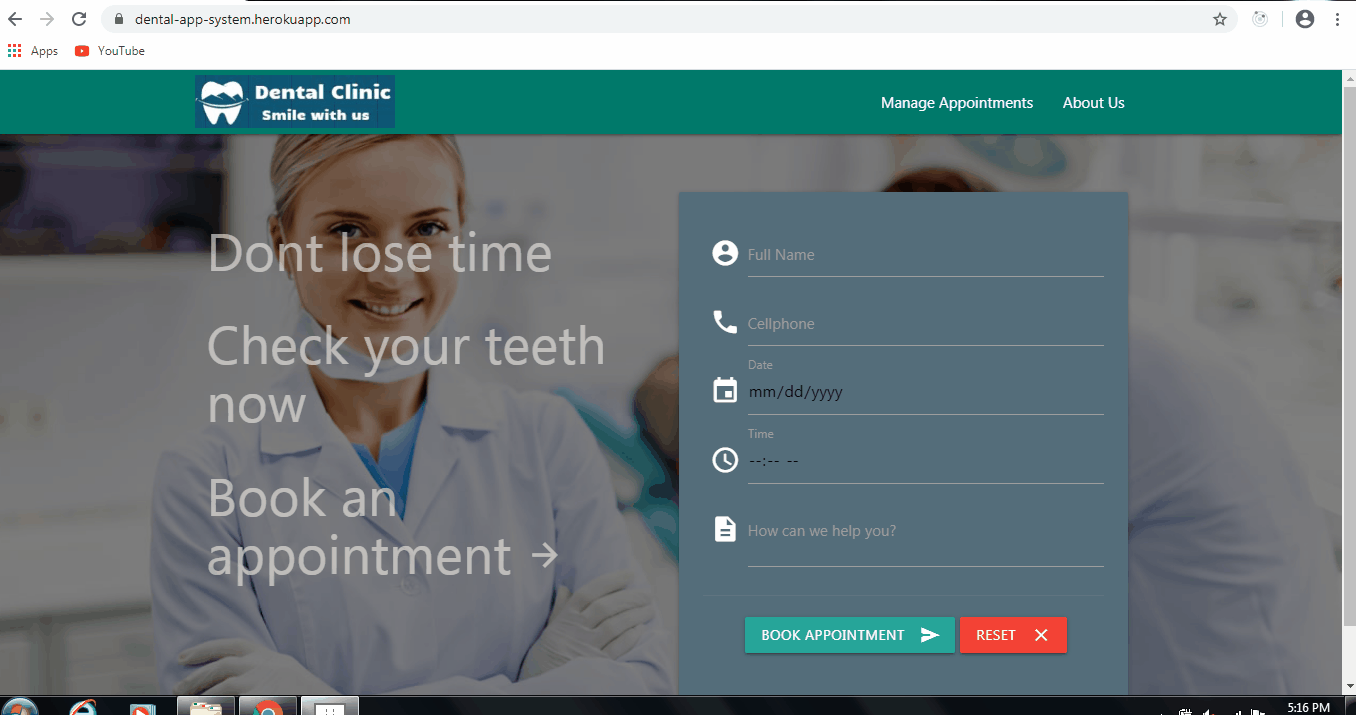 dental-app-system.herokuapp.com
Apps
YouTube
Dental Clinic
Smile with us
Manage Appointments
About Us
Dont lose time
Check your teeth
now
Book an
appointment
Full Name
Cellphone
Date
mm/dd/yyyy
Time
--:-- --
How can we help you?
BOOK APPOINTMENT
RESET
5:16 PM